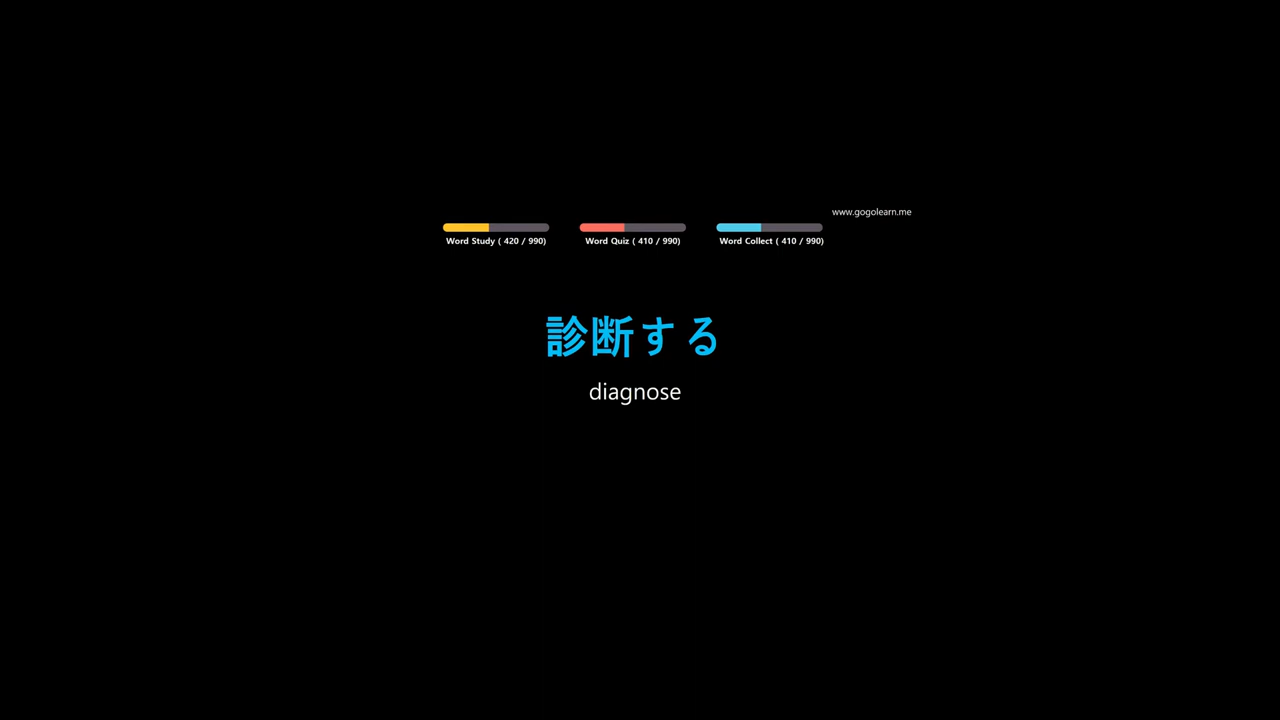 www.gogolearn.me
Word Study ( 420 / 990)
Word Quiz ( 410 / 990)
Word Collect ( 410 / 990)
診断する
diagnose